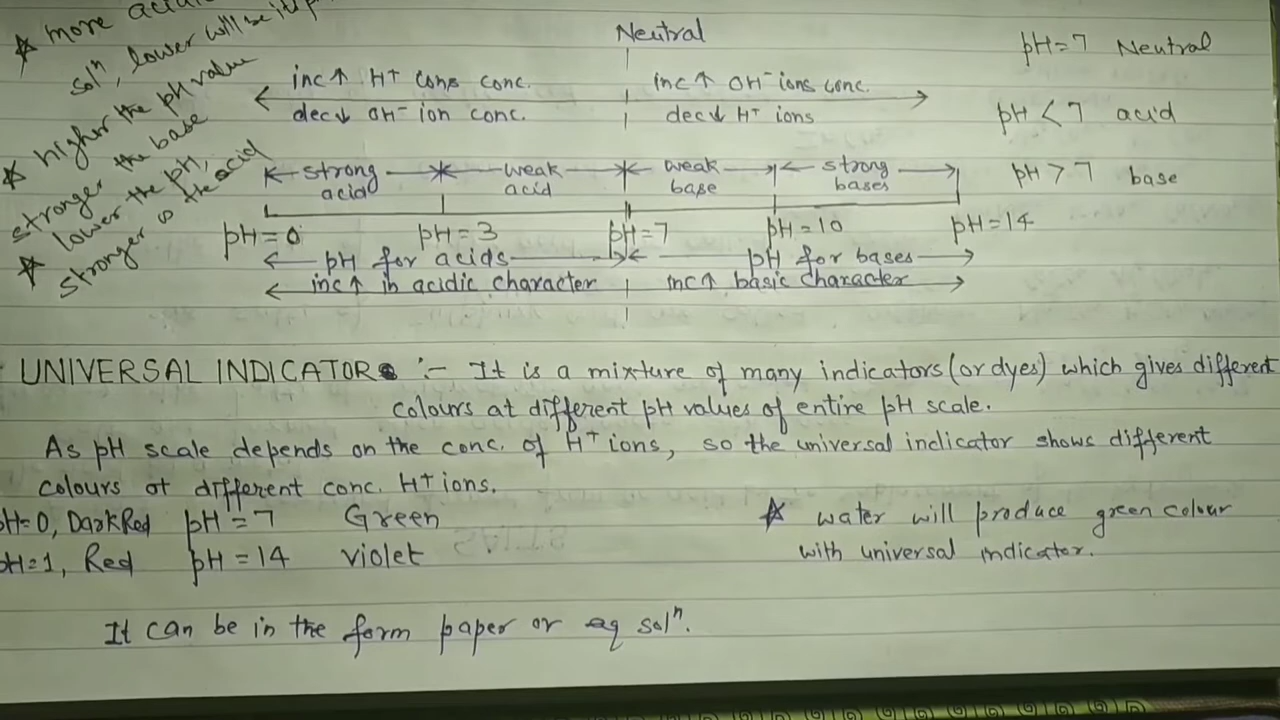 ☆ more acidic
solⁿ, lower will be its p
☆ higher the pH value
stronger the base
☆ lower the pH,
stronger is the acid
Neutral
inc↑ H⁺ ions conc.
dec↓ OH⁻ ion conc.
inc↑ OH⁻ ions conc.
dec↓ H⁺ ions
pH=7 Neutral
pH < 7 acid
pH > 7 base
strong acid
weak acid
weak base
strong bases
pH=0
pH=3
pH=7
pH=10
pH=14
pH for acids
pH for bases
inc↑ in acidic character
inc↑ basic character
UNIVERSAL INDICATORS :- It is a mixture of many indicators (or dyes) which gives different
colours at different pH values of entire pH scale.
As pH scale depends on the conc. of H⁺ ions, so the universal indicator shows different
colours at different conc. H⁺ ions.
pH=0, Dark Red pH = 7 Green
pH=1, Red pH = 14 violet
☆ water will produce green colour
with universal indicator.
It can be in the form paper or aq solⁿ.